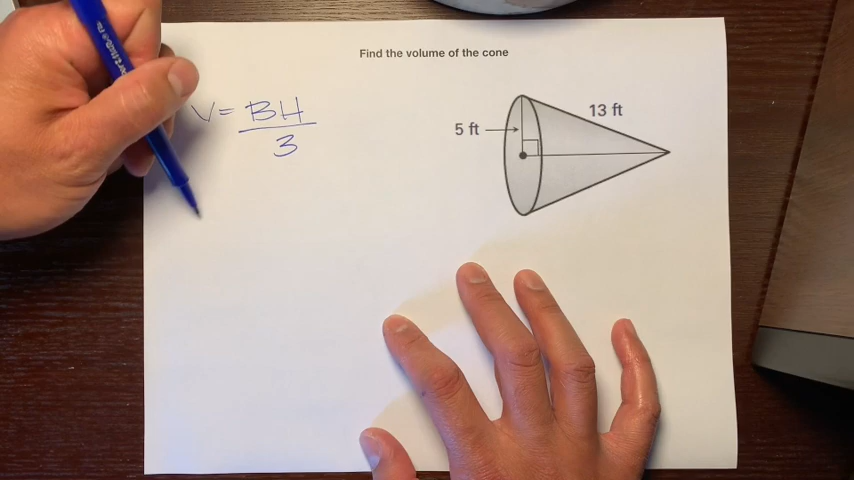 Find the volume of the cone
V = BH
3
13 ft
5 ft